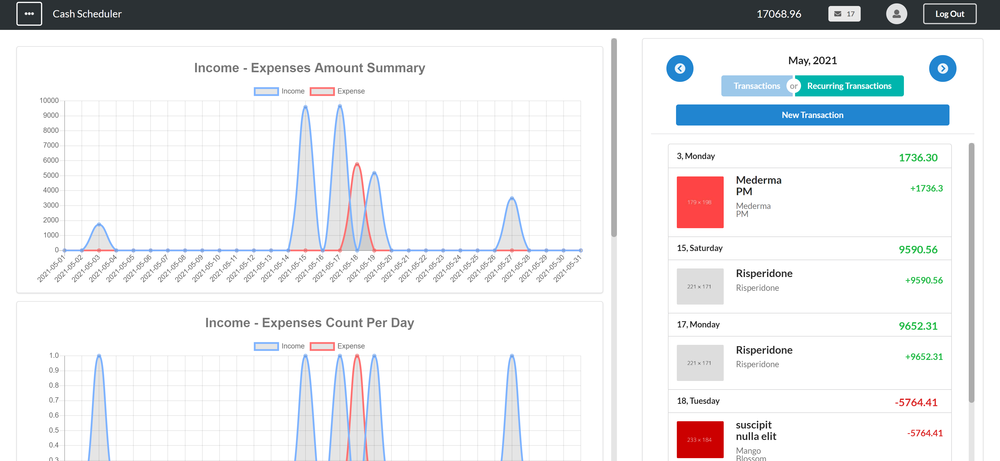 Cash Scheduler
17068.96
17
Log Out
Income - Expenses Amount Summary
Income
Expense
10000
9000
8000
7000
6000
5000
4000
3000
2000
1000
0
2021-05-01
2021-05-02
2021-05-03
2021-05-04
2021-05-05
2021-05-06
2021-05-07
2021-05-08
2021-05-09
2021-05-10
2021-05-11
2021-05-12
2021-05-13
2021-05-14
2021-05-15
2021-05-16
2021-05-17
2021-05-18
2021-05-19
2021-05-20
2021-05-21
2021-05-22
2021-05-23
2021-05-24
2021-05-25
2021-05-26
2021-05-27
2021-05-28
2021-05-29
2021-05-30
2021-05-31
Income - Expenses Count Per Day
Income
Expense
1.0
0.9
0.8
0.7
0.6
0.5
0.4
0.3
May, 2021
Transactions or Recurring Transactions
New Transaction
3, Monday
1736.30
179 × 198
Mederma
PM
Mederma
PM
+1736.3
15, Saturday
9590.56
221 × 171
Risperidone
Risperidone
+9590.56
17, Monday
9652.31
221 × 171
Risperidone
Risperidone
+9652.31
18, Tuesday
-5764.41
233 × 184
suscipit
nulla elit
Mango
Blossom
-5764.41